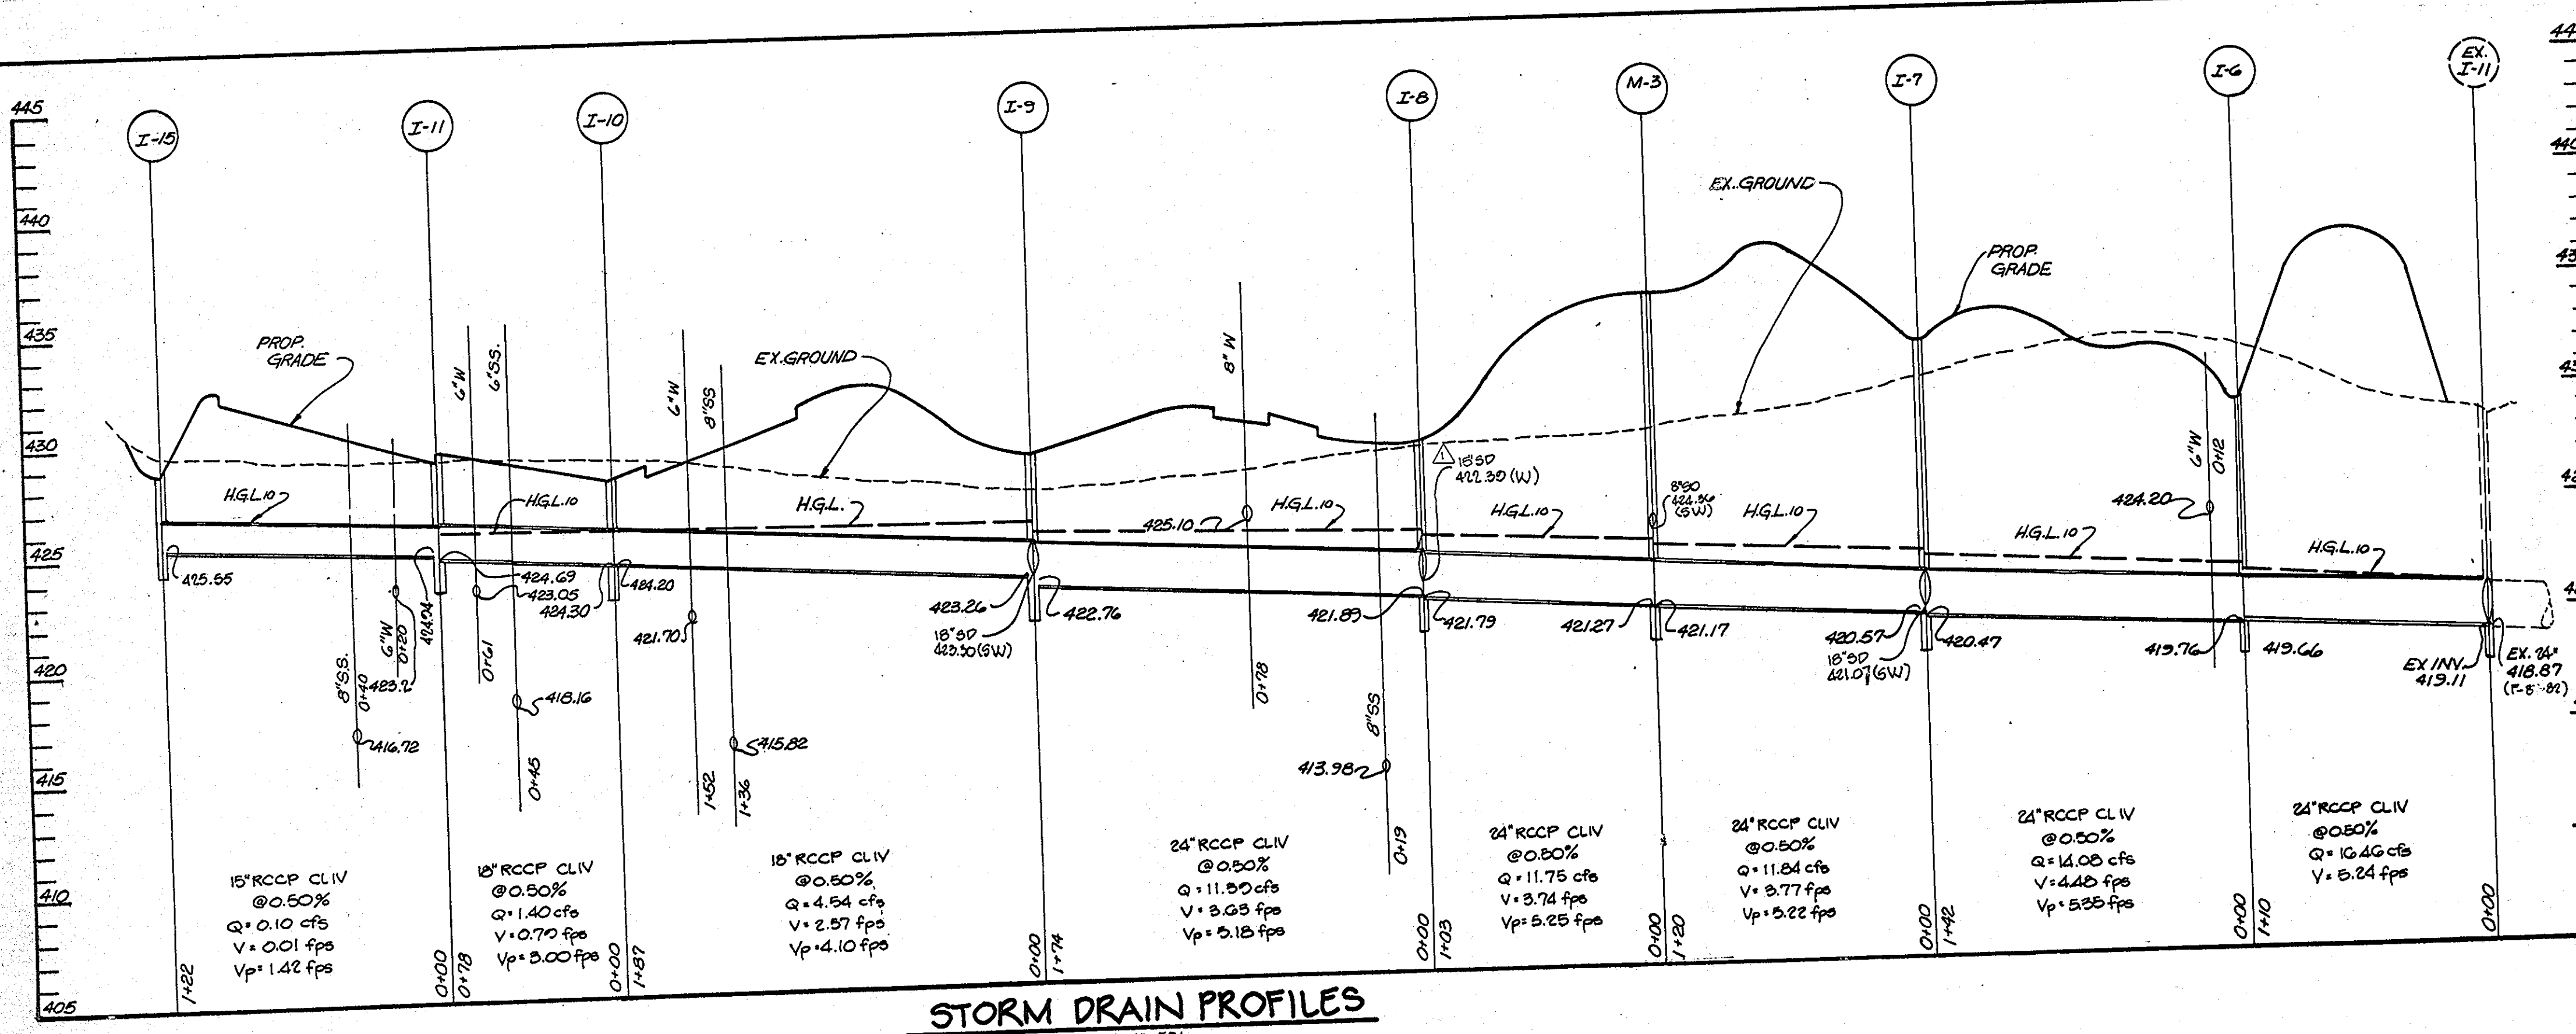 I-15
I-11
I-10
I-9
I-8
M-3
I-7
I-6
EX.
I-11
445
440
435
430
425
420
415
410
405
PROP.
GRADE
EX.GROUND
EX.GROUND
PROP.
GRADE
H.G.L.10
H.G.L.10
H.G.L.
H.G.L.10
H.G.L.10
H.G.L.10
H.G.L.10
H.G.L.10
6"W
6"SS.
6"W
8"SS
8" W
8"SS
6"W
0+12
425.55
8"S.S.
0+40
6"W
0+20
423.2
416.72
424.94
424.69
423.05
424.30
0+61
418.16
0+45
424.20
421.70
415.82
1+52
1+36
423.26
18"SD
423.50(SW)
422.76
425.10
0+78
413.98
0+19
421.89
421.79
1
15"SD
422.39 (W)
8"SD
424.36
(SW)
421.27
421.17
420.57
18"SD
421.07(SW)
420.47
424.20
419.76
419.66
EX INV.
419.11
EX. 24"
418.87
15"RCCP CL IV
@0.50%
Q=0.10 cfs
V=0.01 fps
Vp=1.42 fps
18"RCCP CL IV
@0.50%
Q=1.40cfs
V=0.79 fps
Vp=3.00fps
18"RCCP CL IV
@0.50%
Q=4.54 cfs
V=2.57 fps
Vp=4.10 fps
24"RCCP CL IV
@0.50%
Q=11.39cfs
V=3.63 fps
Vp=5.18 fps
24"RCCP CL IV
@0.50%
Q=11.75 cfs
V=3.74 fps
Vp=5.25 fps
24"RCCP CL IV
@0.50%
Q=11.84 cfs
V=3.77 fps
Vp=5.22 fps
24"RCCP CL IV
@0.50%
Q=14.08 cfs
V=4.48 fps
Vp=5.35 fps
24"RCCP CL IV
@0.50%
Q=16.46cfs
V=5.24 fps
1+22
0+00
0+78
0+00
1+87
0+00
1+74
0+00
1+03
0+00
1+20
0+00
1+42
0+00
1+10
0+00
STORM DRAIN PROFILES